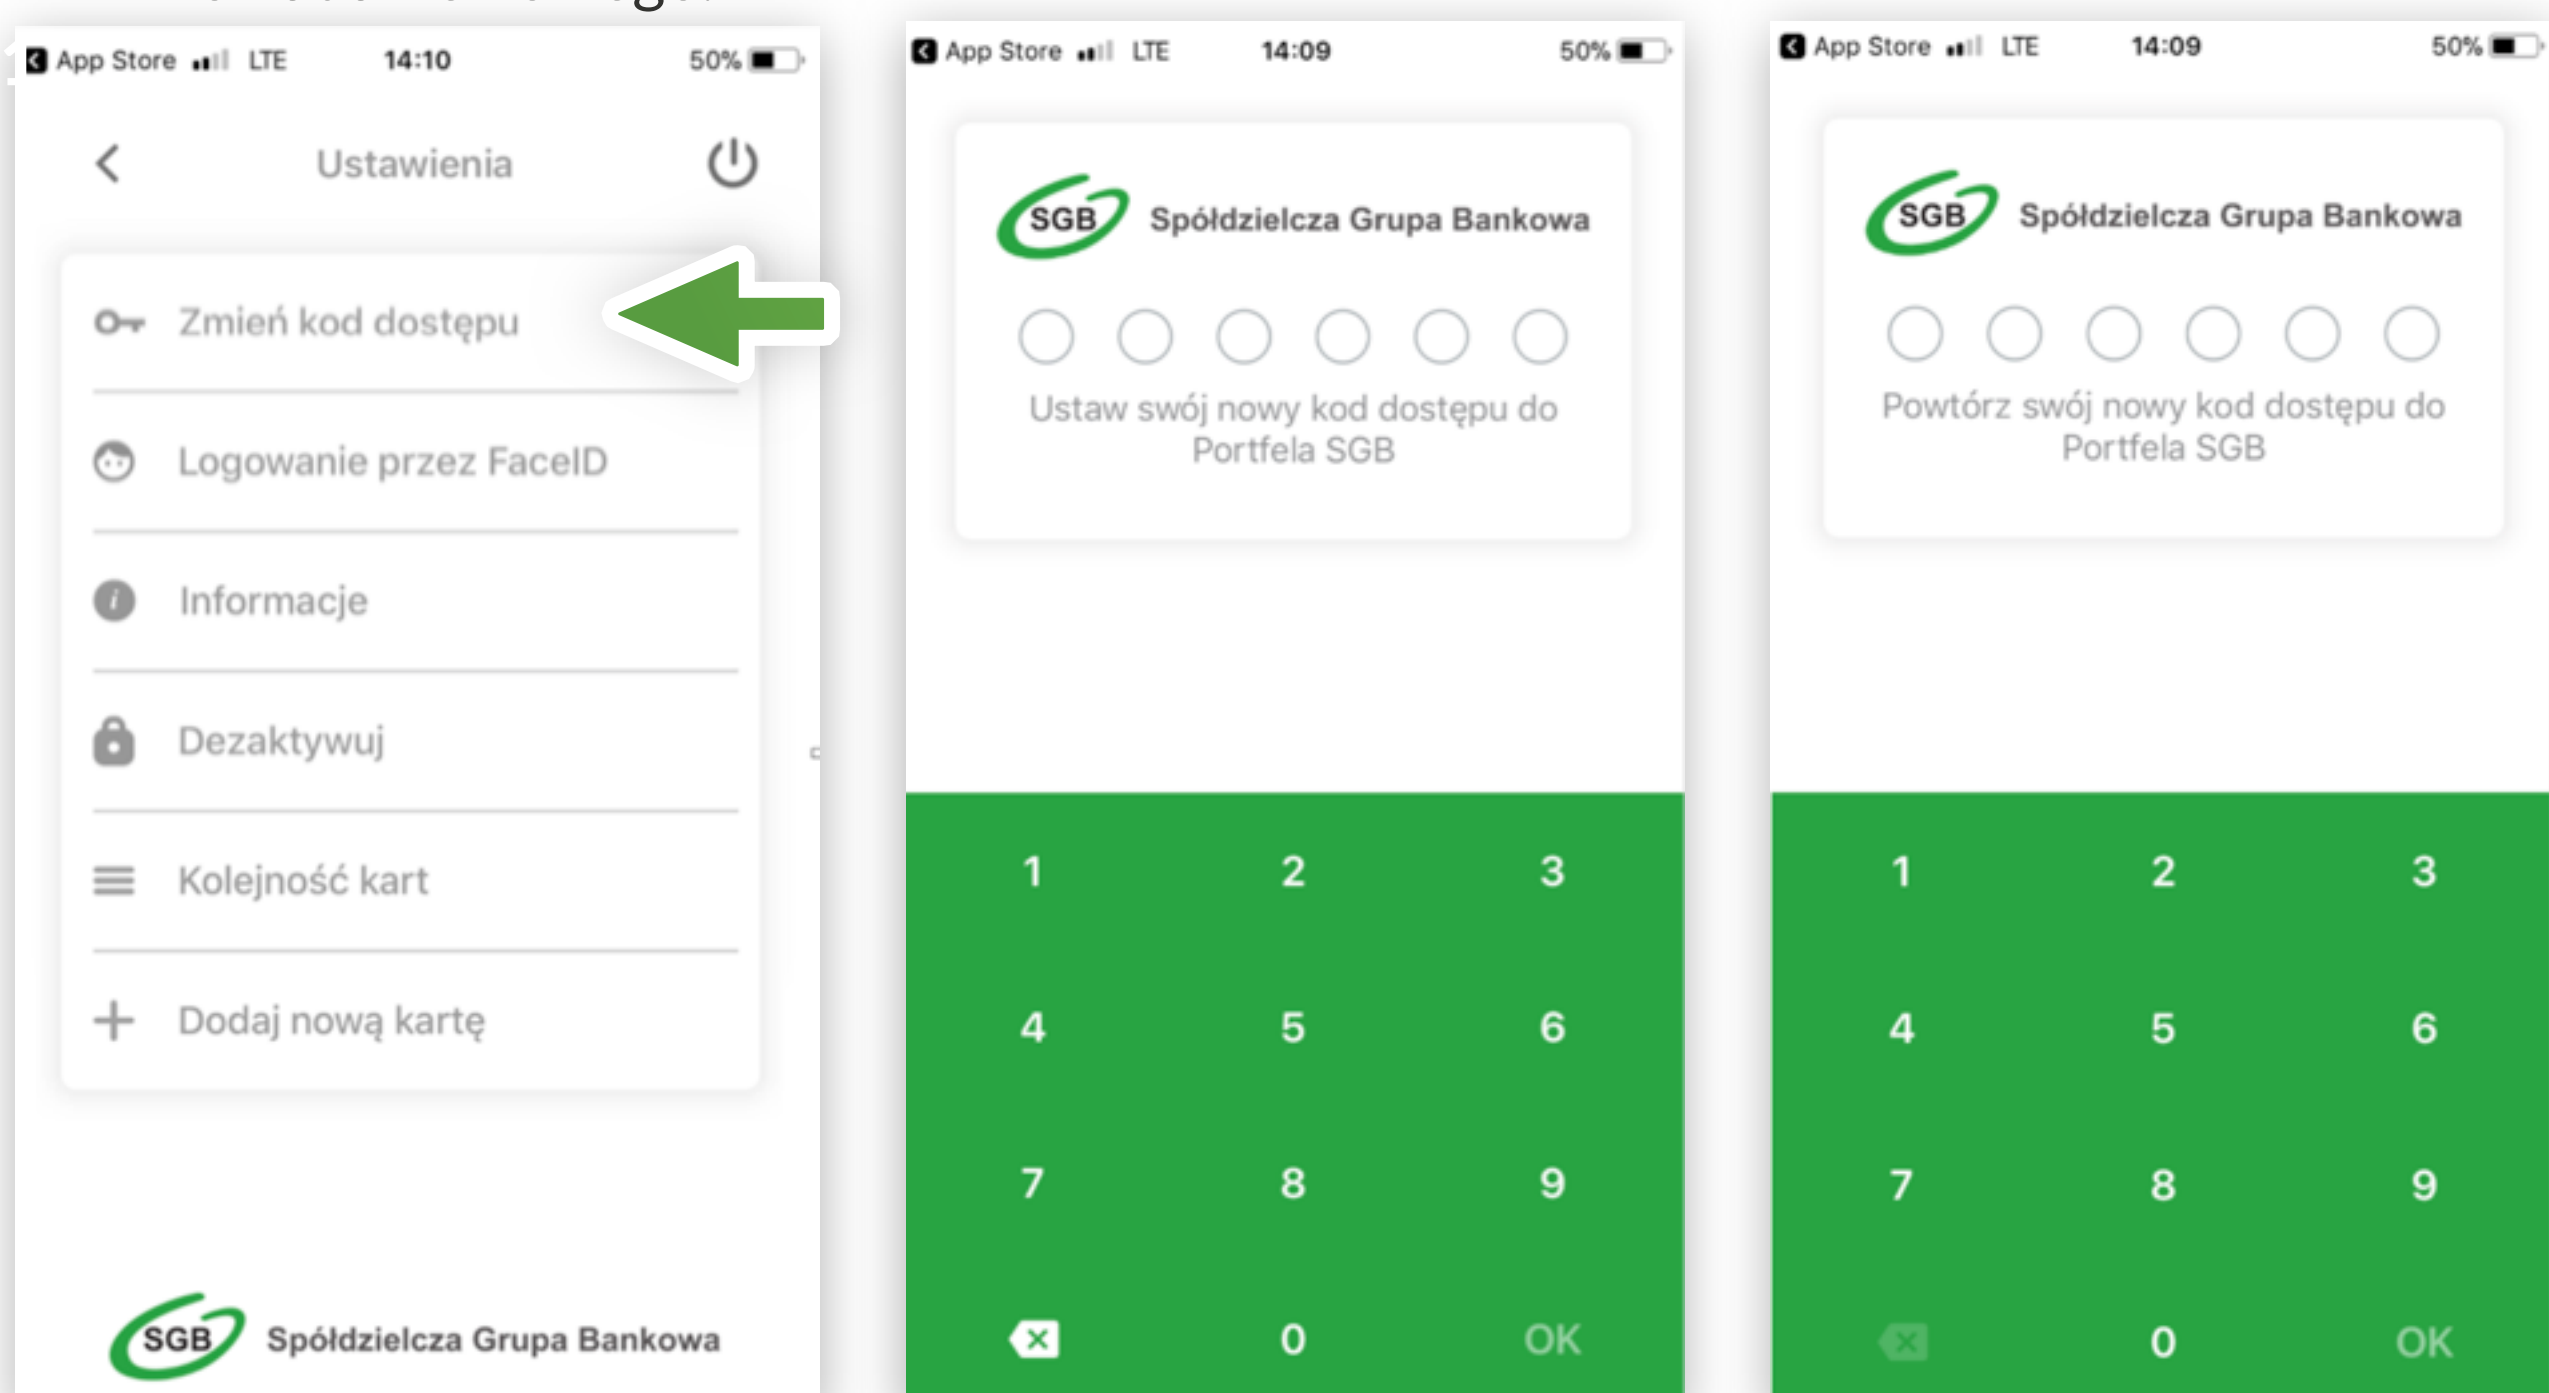 App Store LTE 14:10 50%
Ustawienia
Zmień kod dostępu
Logowanie przez FaceID
Informacje
Dezaktywuj
Kolejność kart
Dodaj nową kartę
SGB Spółdzielcza Grupa Bankowa
App Store LTE 14:09 50%
SGB Spółdzielcza Grupa Bankowa
Ustaw swój nowy kod dostępu do
Portfela SGB
1 2 3
4 5 6
7 8 9
0 OK
App Store LTE 14:09 50%
SGB Spółdzielcza Grupa Bankowa
Powtórz swój nowy kod dostępu do
Portfela SGB
1 2 3
4 5 6
7 8 9
0 OK